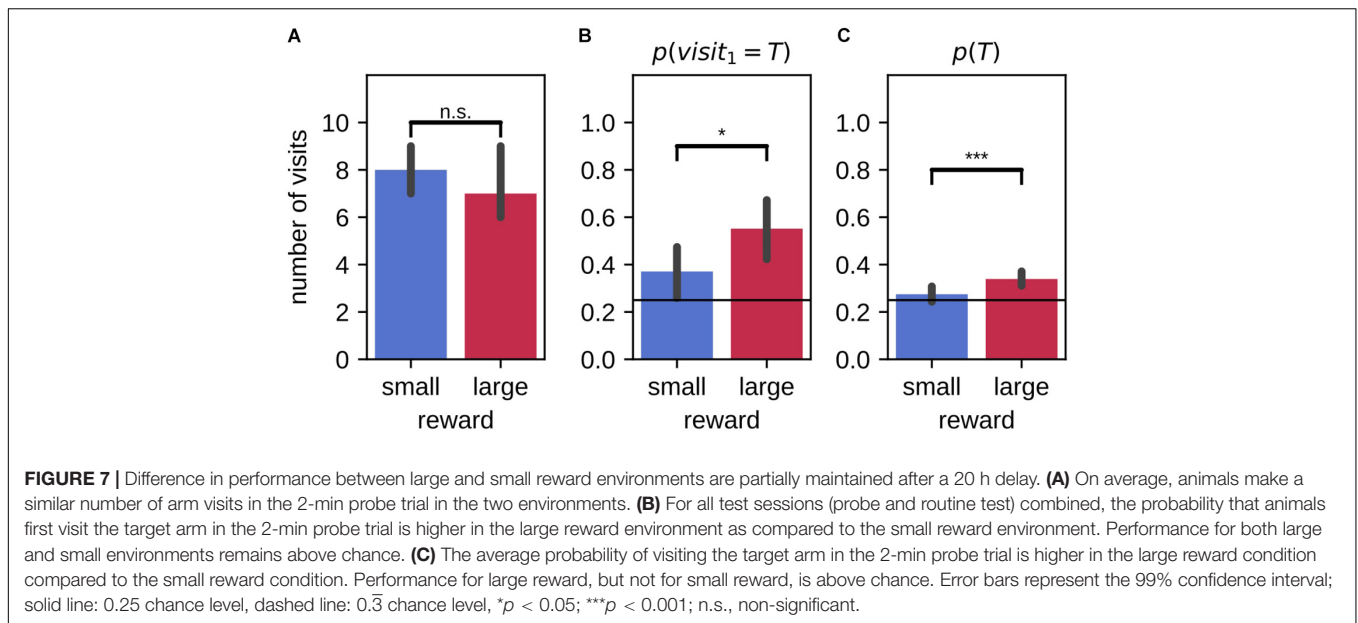 A
B
C
p(visit₁ = T)
p(T)
number of visits
10
8
6
4
2
0
n.s.
small
large
reward
1.0
0.8
0.6
0.4
0.2
0.0
*
small
large
reward
1.0
0.8
0.6
0.4
0.2
0.0
***
small
large
reward
FIGURE 7 | Difference in performance between large and small reward environments are partially maintained after a 20 h delay. (A) On average, animals make a
similar number of arm visits in the 2-min probe trial in the two environments. (B) For all test sessions (probe and routine test) combined, the probability that animals
first visit the target arm in the 2-min probe trial is higher in the large reward environment as compared to the small reward environment. Performance for both large
and small environments remains above chance. (C) The average probability of visiting the target arm in the 2-min probe trial is higher in the large reward condition
compared to the small reward condition. Performance for large reward, but not for small reward, is above chance. Error bars represent the 99% confidence interval;
solid line: 0.25 chance level, dashed line: 0.3̅ chance level, *p < 0.05; ***p < 0.001; n.s., non-significant.